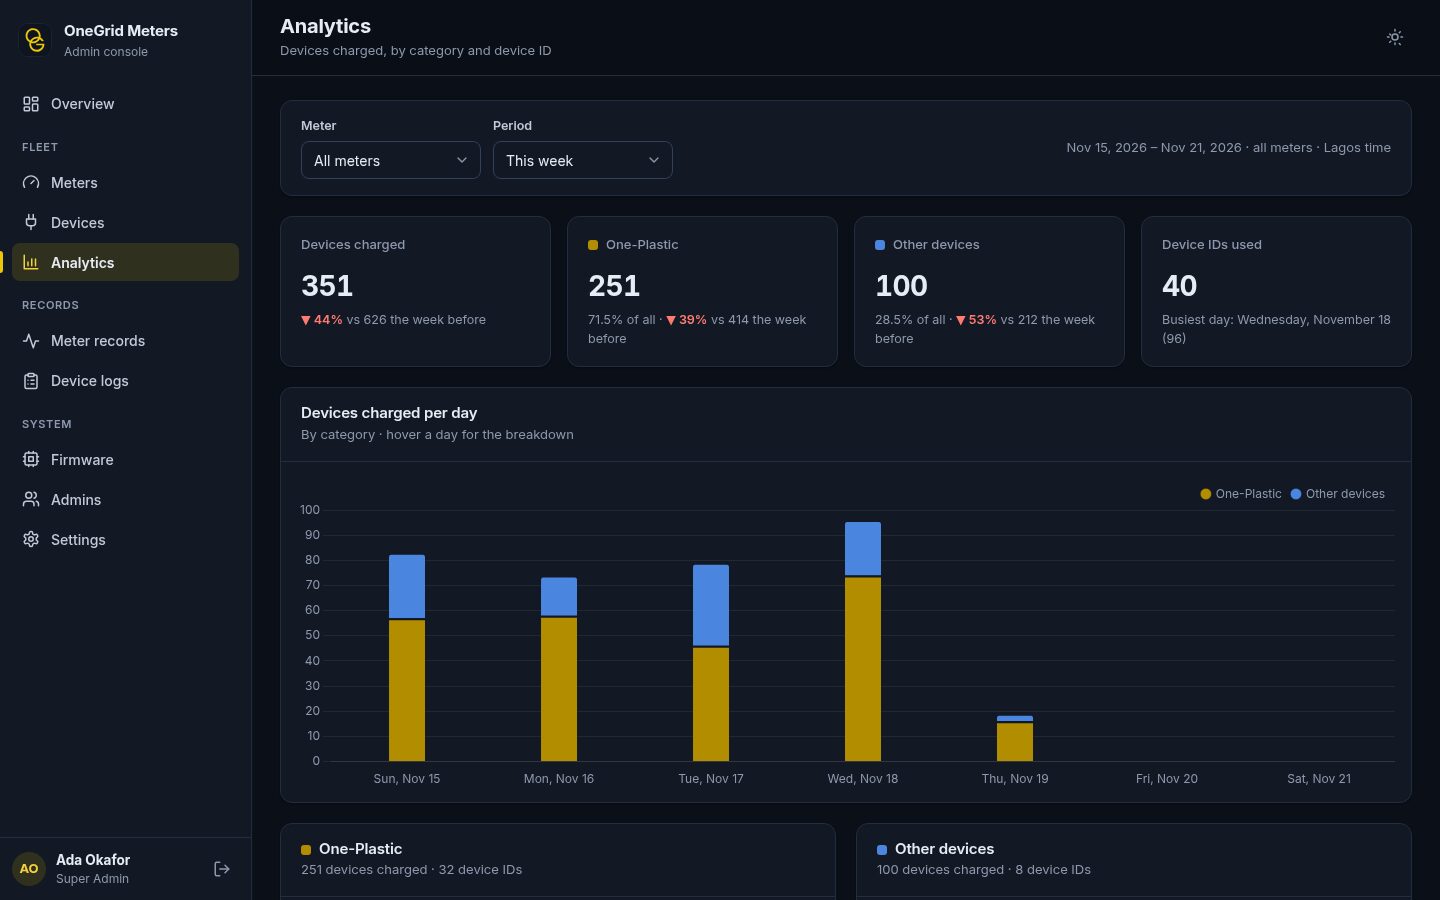 OneGrid Meters
Admin console
Overview
FLEET
Meters
Devices
Analytics
RECORDS
Meter records
Device logs
SYSTEM
Firmware
Admins
Settings
AO
Ada Okafor
Super Admin
Analytics
Devices charged, by category and device ID
Meter
All meters
Period
This week
Nov 15, 2026 – Nov 21, 2026 · all meters · Lagos time
Devices charged
351
▼ 44% vs 626 the week before
One-Plastic
251
71.5% of all · ▼ 39% vs 414 the week
before
Other devices
100
28.5% of all · ▼ 53% vs 212 the week
before
Device IDs used
40
Busiest day: Wednesday, November 18
(96)
Devices charged per day
By category · hover a day for the breakdown
One-Plastic
Other devices
100
90
80
70
60
50
40
30
20
10
0
Sun, Nov 15
Mon, Nov 16
Tue, Nov 17
Wed, Nov 18
Thu, Nov 19
Fri, Nov 20
Sat, Nov 21
One-Plastic
251 devices charged · 32 device IDs
Other devices
100 devices charged · 8 device IDs